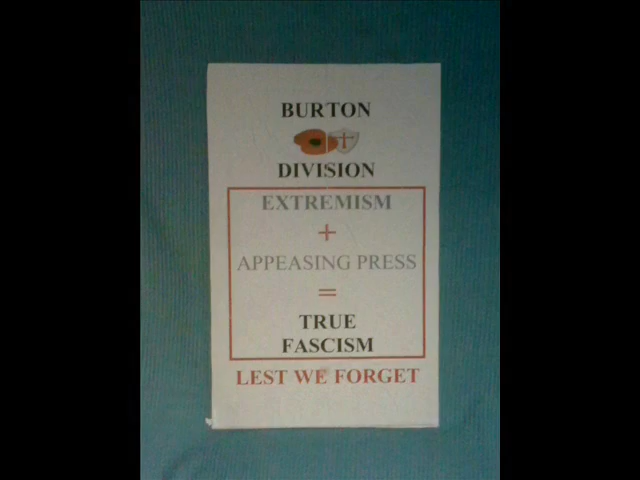 BURTON
DIVISION
EXTREMISM
+
APPEASING PRESS
=
TRUE
FASCISM
LEST WE FORGET